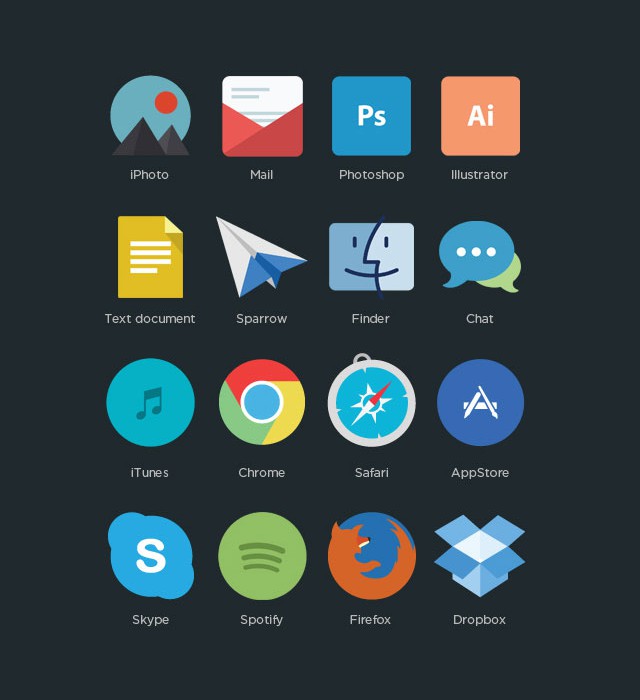 Ps
Ai
iPhoto
Mail
Photoshop
Illustrator
Text document
Sparrow
Finder
Chat
iTunes
Chrome
Safari
AppStore
S
Skype
Spotify
Firefox
Dropbox